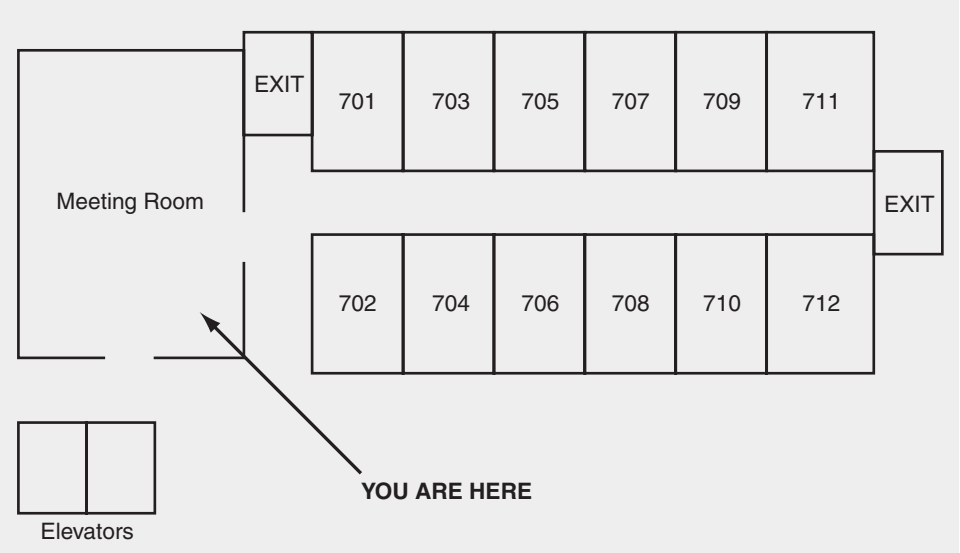 EXIT
701 703 705 707 709 711
Meeting Room
EXIT
702 704 706 708 710 712
YOU ARE HERE
Elevators